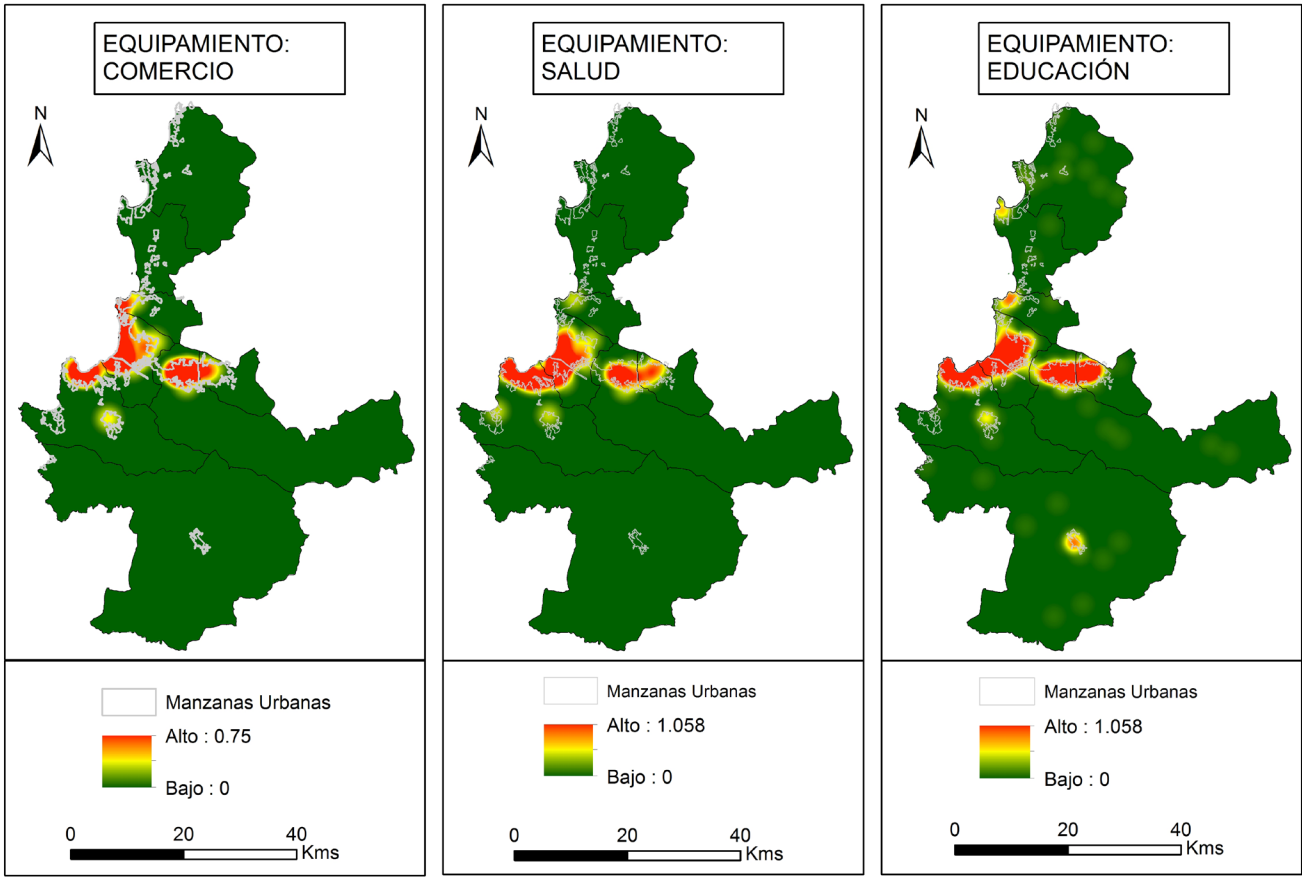 EQUIPAMIENTO:
COMERCIO
N
Manzanas Urbanas
Alto : 0.75
Bajo : 0
0 20 40
Kms
EQUIPAMIENTO:
SALUD
N
Manzanas Urbanas
Alto : 1.058
Bajo : 0
0 20 40
Kms
EQUIPAMIENTO:
EDUCACIÓN
N
Manzanas Urbanas
Alto : 1.058
Bajo : 0
0 20 40
Kms